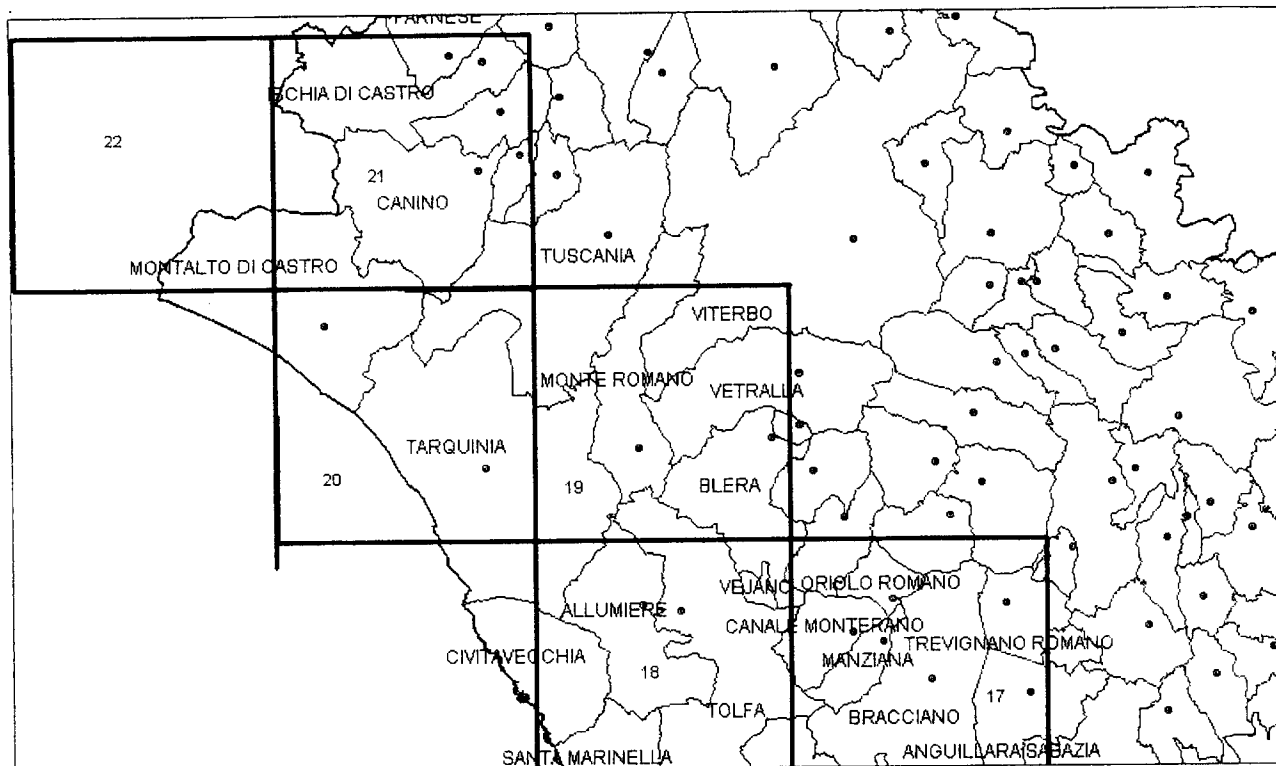 FARNESE
ISCHIA DI CASTRO
22
21
CANINO
TUSCANIA
MONTALTO DI CASTRO
VITERBO
MONTE ROMANO
VETRALLA
TARQUINIA
20
19
BLERA
VEJANO
ORIOLO ROMANO
ALLUMIERE
CANALE MONTERANO
TREVIGNANO ROMANO
CIVITAVECCHIA
MANZIANA
18
17
TOLFA
BRACCIANO
SANTA MARINELLA
ANGUILLARA SABAZIA